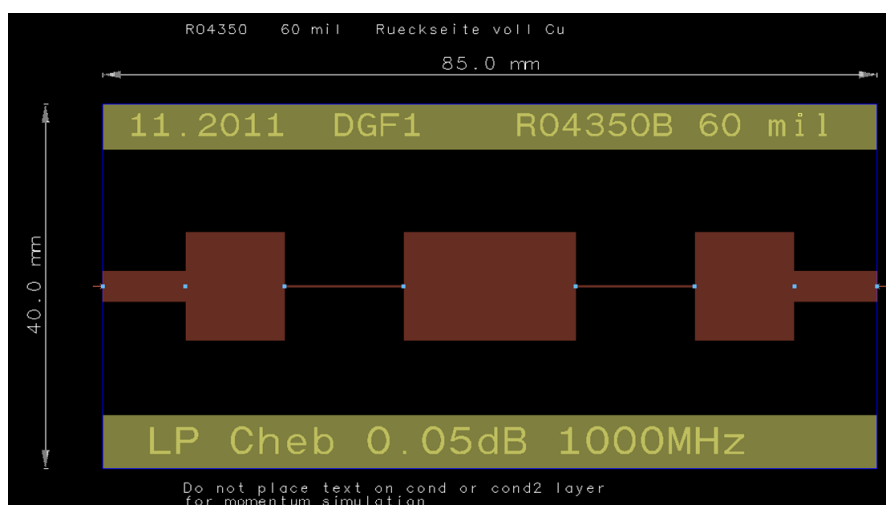 RO4350 60 mil Rueckseite voll Cu
85.0 mm
11.2011 DGF1 RO4350B 60 mil
40.0 mm
LP Cheb 0.05dB 1000MHz
Do not place text on cond or cond2 layer
for momentum simulation